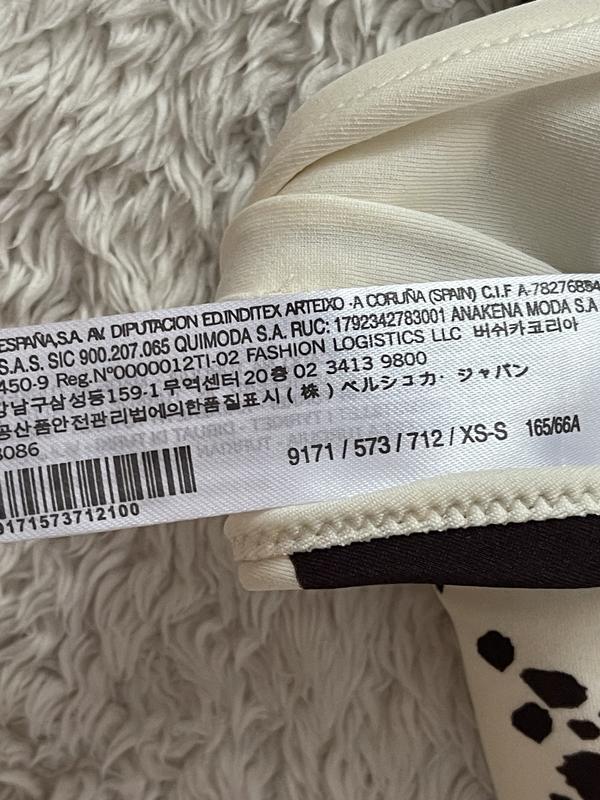 ESPAÑA,S.A. AV. DIPUTACION ED.INDITEX ARTEIXO -A CORUÑA (SPAIN) C.I.F A-78276854
S.A.S. SIC 900.207.065 QUIMODA S.A. RUC: 1792342783001 ANAKENA MODA S.A
450-9 Reg.Nº0000012TI-02 FASHION LOGISTICS LLC 버쉬카코리아
강남구삼성동159-1무역센터20층 02 3413 9800
공산품안전관리법에의한품질표시 (株) ベルシュカ・ジャパン
8086
9171 / 573 / 712 / XS-S 165/66A
9171573712100